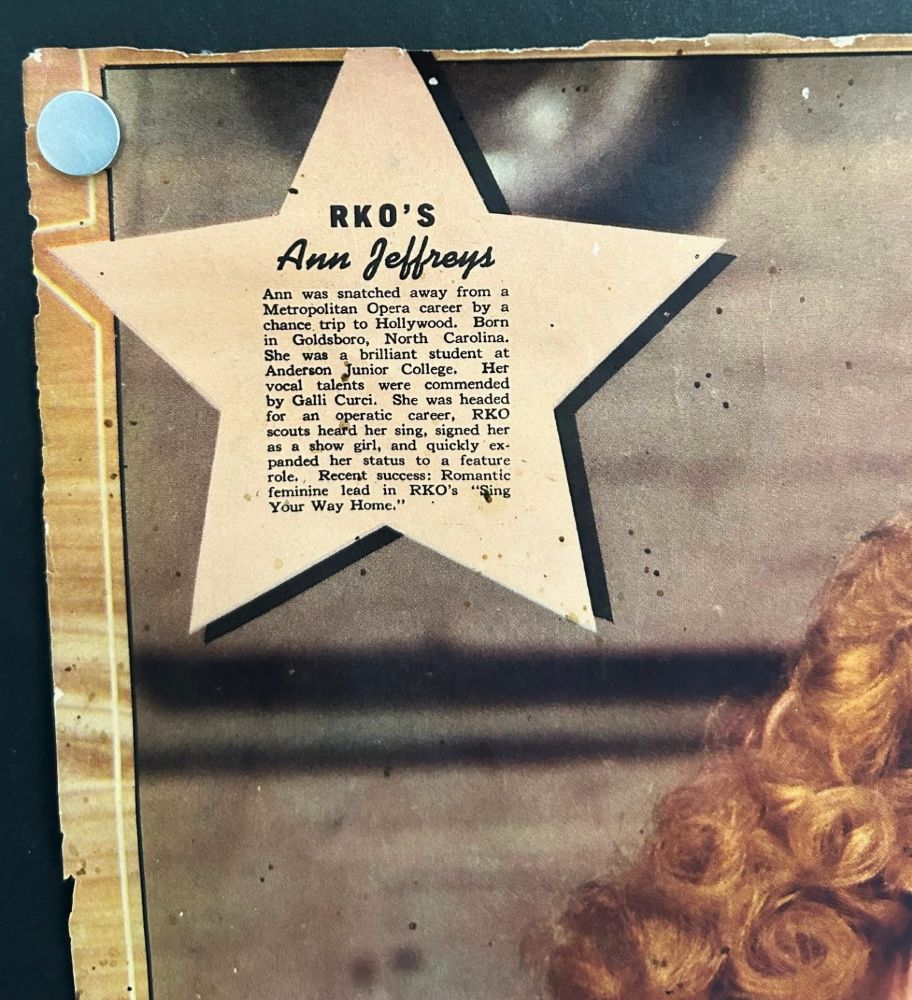 RKO'S
Ann Jeffreys
Ann was snatched away from a
Metropolitan Opera career by a
chance trip to Hollywood. Born
in Goldsboro, North Carolina.
She was a brilliant student at
Anderson Junior College. Her
vocal talents were commended
by Galli Curci. She was headed
for an operatic career, RKO
scouts heard her sing, signed her
as a show girl, and quickly ex-
panded her status to a feature
role. Recent success: Romantic
feminine lead in RKO's "Sing
Your Way Home."